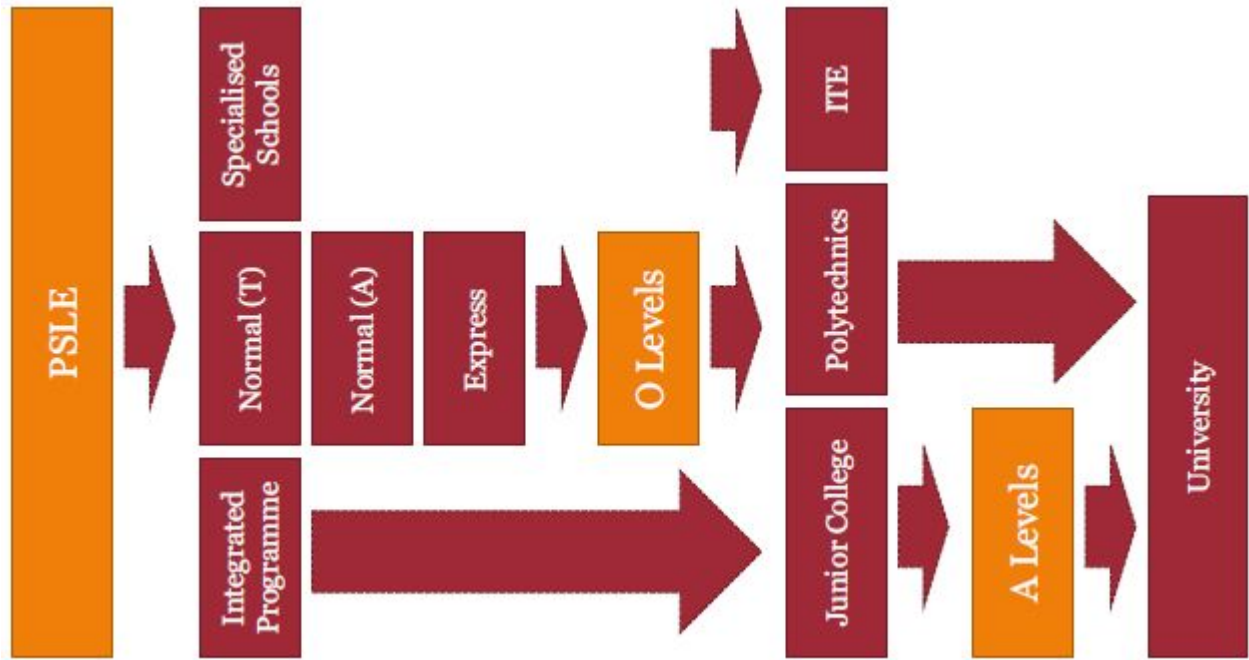 PSLE
Integrated
Programme
Normal (T)
Specialised
Schools
Normal (A)
Express
O Levels
Junior College
Polytechnics
ITE
A Levels
University